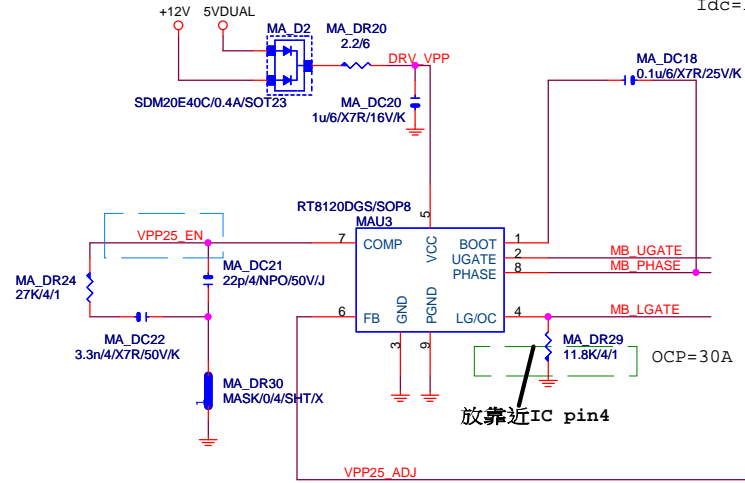 Idc=
+12V
5VDUAL
MA_D2
MA_DR20
2.2/6
DRV_VPP
MA_DC18
0.1u/6/X7R/25V/K
SDM20E40C/0.4A/SOT23
MA_DC20
1u/6/X7R/16V/K
RT8120DGS/SOP8
MAU3
5
VPP25_EN
7
COMP
VCC
BOOT
1
UGATE
2
MB_UGATE
PHASE
8
MB_PHASE
MA_DR24
27K/4/1
MA_DC21
22p/4/NPO/50V/J
6
FB
GND
PGND
LG/OC
4
MB_LGATE
MA_DC22
3.3n/4/X7R/50V/K
3
9
MA_DR29
11.8K/4/1
OCP=30A
MA_DR30
MASK/0/4/SHT/X
1
放靠近IC pin4
VPP25_ADJ